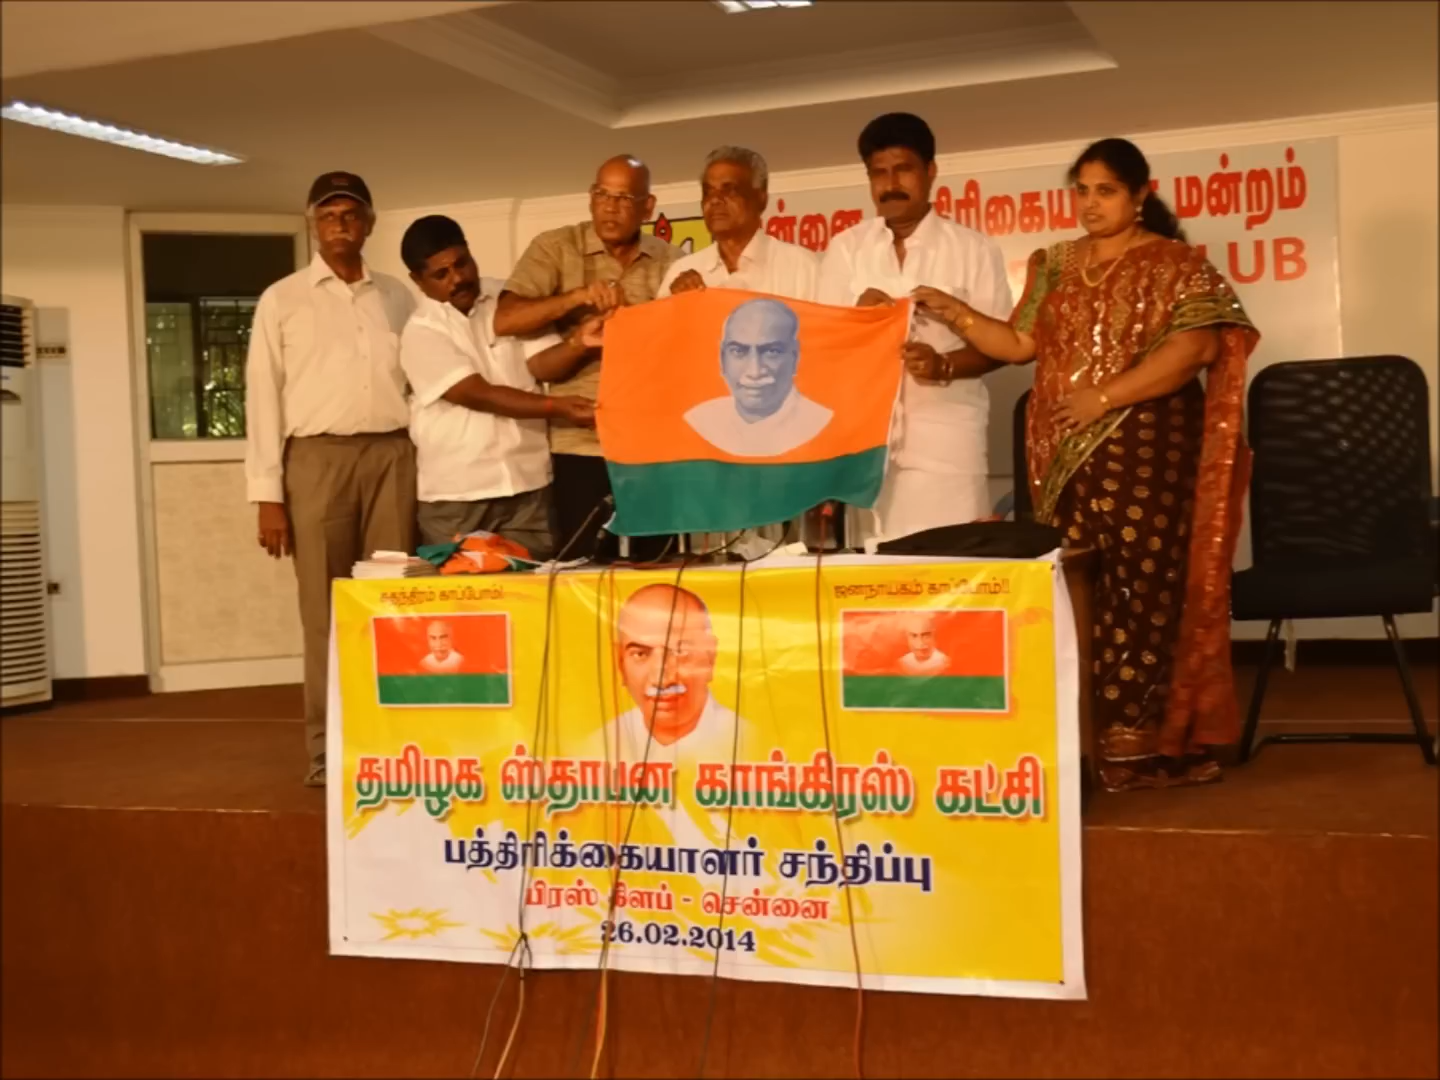 மன்றம்
LUB
சுதந்திரம் காப்போம்!
ஜனநாயகம் காப்போம்!!
தமிழக ஸ்தாபன காங்கிரஸ் கட்சி
பத்திரிக்கையாளர் சந்திப்பு
பிரஸ் கிளப் - சென்னை
26.02.2014